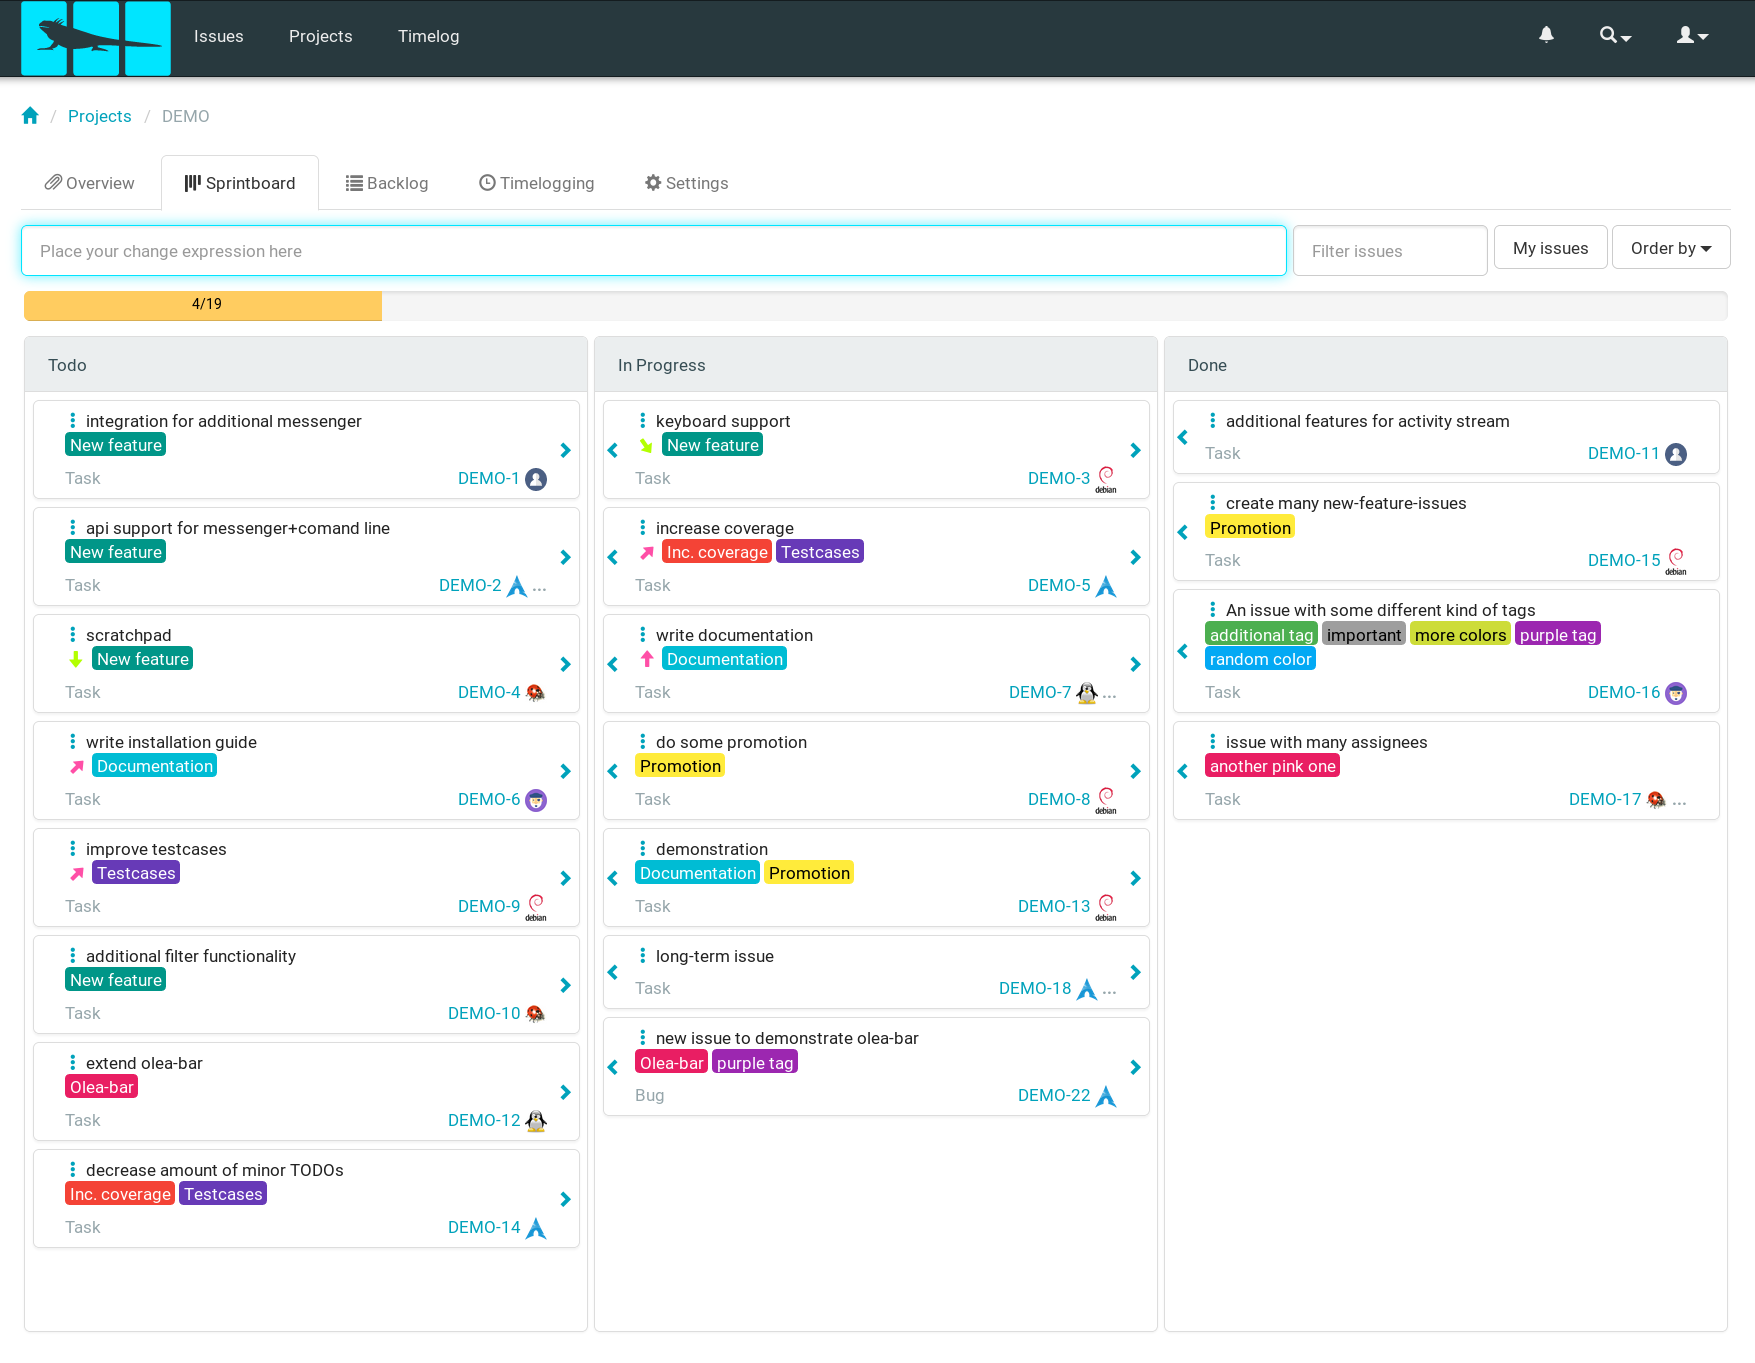 Issues Projects Timelog
/ Projects / DEMO
Overview Sprintboard Backlog Timelogging Settings
Place your change expression here Filter issues My issues Order by
4/19
Todo
integration for additional messenger
New feature
Task DEMO-1
api support for messenger+comand line
New feature
Task DEMO-2 ...
scratchpad
New feature
Task DEMO-4
write installation guide
Documentation
Task DEMO-6
improve testcases
Testcases
Task DEMO-9 debian
additional filter functionality
New feature
Task DEMO-10
extend olea-bar
Olea-bar
Task DEMO-12
decrease amount of minor TODOs
Inc. coverage Testcases
Task DEMO-14
In Progress
keyboard support
New feature
Task DEMO-3 debian
increase coverage
Inc. coverage Testcases
Task DEMO-5
write documentation
Documentation
Task DEMO-7 ...
do some promotion
Promotion
Task DEMO-8 debian
demonstration
Documentation Promotion
Task DEMO-13 debian
long-term issue
Task DEMO-18 ...
new issue to demonstrate olea-bar
Olea-bar purple tag
Bug DEMO-22
Done
additional features for activity stream
Task DEMO-11
create many new-feature-issues
Promotion
Task DEMO-15 debian
An issue with some different kind of tags
additional tag important more colors purple tag
random color
Task DEMO-16
issue with many assignees
another pink one
Task DEMO-17 ...